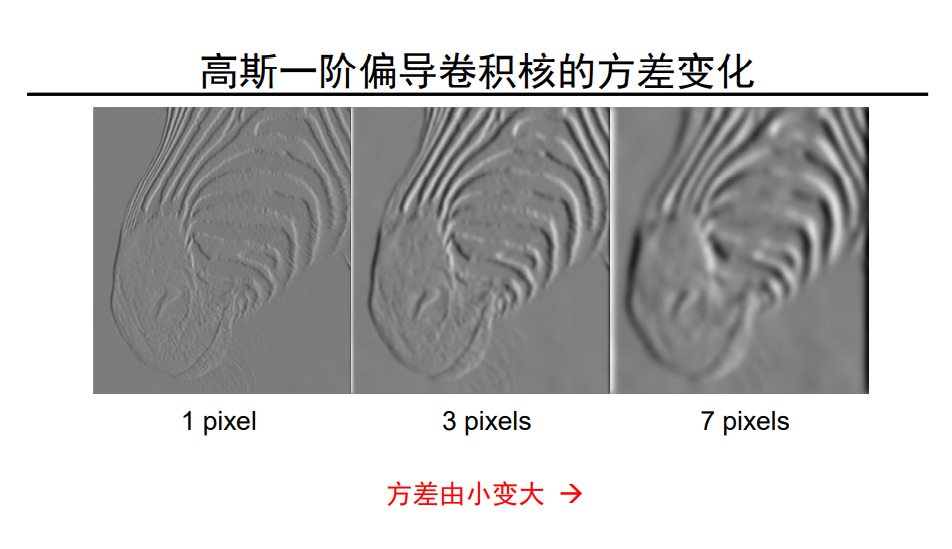 高斯一阶偏导卷积核的方差变化
1 pixel
3 pixels
7 pixels
方差由小变大 →